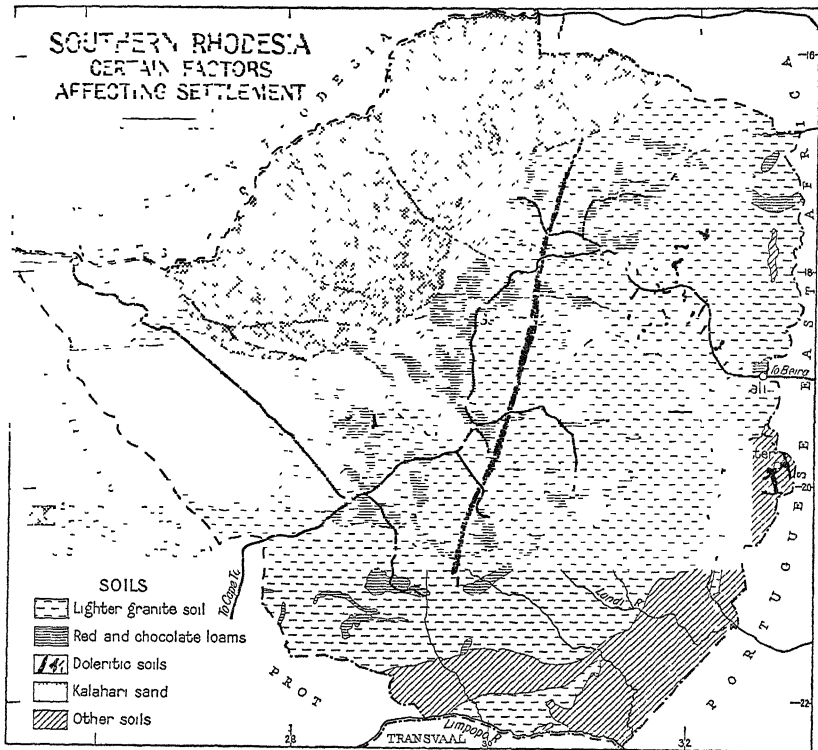 SOUTHERN RHODESIA
CERTAIN FACTORS
AFFECTING SETTLEMENT
ODESIA
16
18
20
22
PORTUGUESE EAST AFRICA
To Beira
Lundi R
To Cape To
SOILS
Lighter granite soil
Red and chocolate loams
Doleritic soils
Kalahari sand
Other soils
PROT
Limpopo R
TRANSVAAL
28
30
32